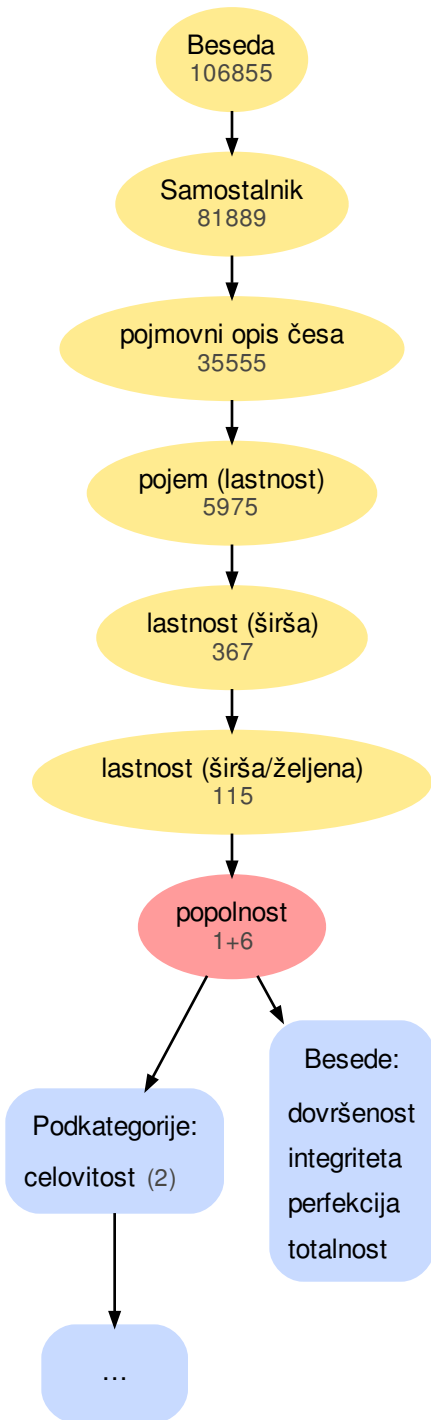 Beseda
106855
Samostalnik
81889
pojmovni opis česa
35555
pojem (lastnost)
5975
lastnost (širša)
367
lastnost (širša/željena)
115
popolnost
1+6
Podkategorije:
celovitost (2)
...
Besede:
dovršenost
integriteta
perfekcija
totalnost